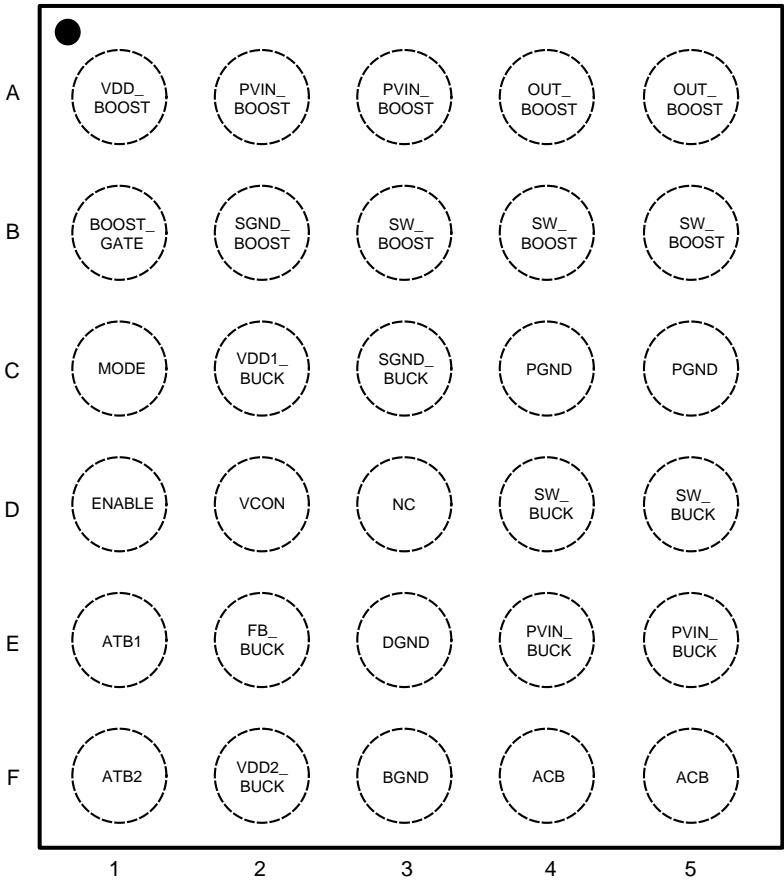 A
VDD_
BOOST
PVIN_
BOOST
PVIN_
BOOST
OUT_
BOOST
OUT_
BOOST
B
BOOST_
GATE
SGND_
BOOST
SW_
BOOST
SW_
BOOST
SW_
BOOST
C
MODE
VDD1_
BUCK
SGND_
BUCK
PGND
PGND
D
ENABLE
VCON
NC
SW_
BUCK
SW_
BUCK
E
ATB1
FB_
BUCK
DGND
PVIN_
BUCK
PVIN_
BUCK
F
ATB2
VDD2_
BUCK
BGND
ACB
ACB
1
2
3
4
5